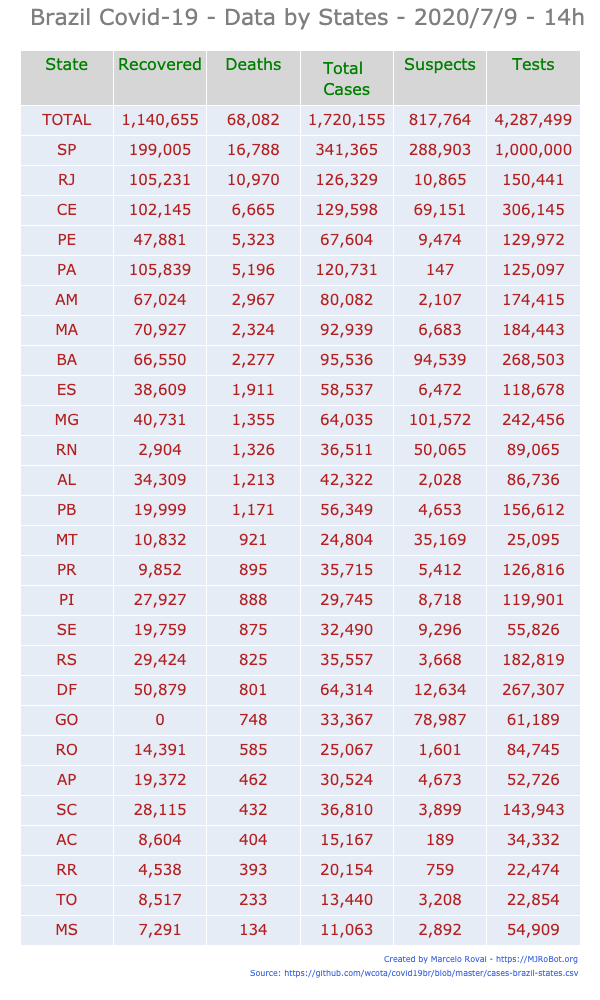 Brazil Covid-19 - Data by States - 2020/7/9 - 14h
State Recovered Deaths Total Cases Suspects Tests
TOTAL 1,140,655 68,082 1,720,155 817,764 4,287,499
SP 199,005 16,788 341,365 288,903 1,000,000
RJ 105,231 10,970 126,329 10,865 150,441
CE 102,145 6,665 129,598 69,151 306,145
PE 47,881 5,323 67,604 9,474 129,972
PA 105,839 5,196 120,731 147 125,097
AM 67,024 2,967 80,082 2,107 174,415
MA 70,927 2,324 92,939 6,683 184,443
BA 66,550 2,277 95,536 94,539 268,503
ES 38,609 1,911 58,537 6,472 118,678
MG 40,731 1,355 64,035 101,572 242,456
RN 2,904 1,326 36,511 50,065 89,065
AL 34,309 1,213 42,322 2,028 86,736
PB 19,999 1,171 56,349 4,653 156,612
MT 10,832 921 24,804 35,169 25,095
PR 9,852 895 35,715 5,412 126,816
PI 27,927 888 29,745 8,718 119,901
SE 19,759 875 32,490 9,296 55,826
RS 29,424 825 35,557 3,668 182,819
DF 50,879 801 64,314 12,634 267,307
GO 0 748 33,367 78,987 61,189
RO 14,391 585 25,067 1,601 84,745
AP 19,372 462 30,524 4,673 52,726
SC 28,115 432 36,810 3,899 143,943
AC 8,604 404 15,167 189 34,332
RR 4,538 393 20,154 759 22,474
TO 8,517 233 13,440 3,208 22,854
MS 7,291 134 11,063 2,892 54,909
Created by Marcelo Rovai - https://MJRoBot.org
Source: https://github.com/wcota/covid19br/blob/master/cases-brazil-states.csv